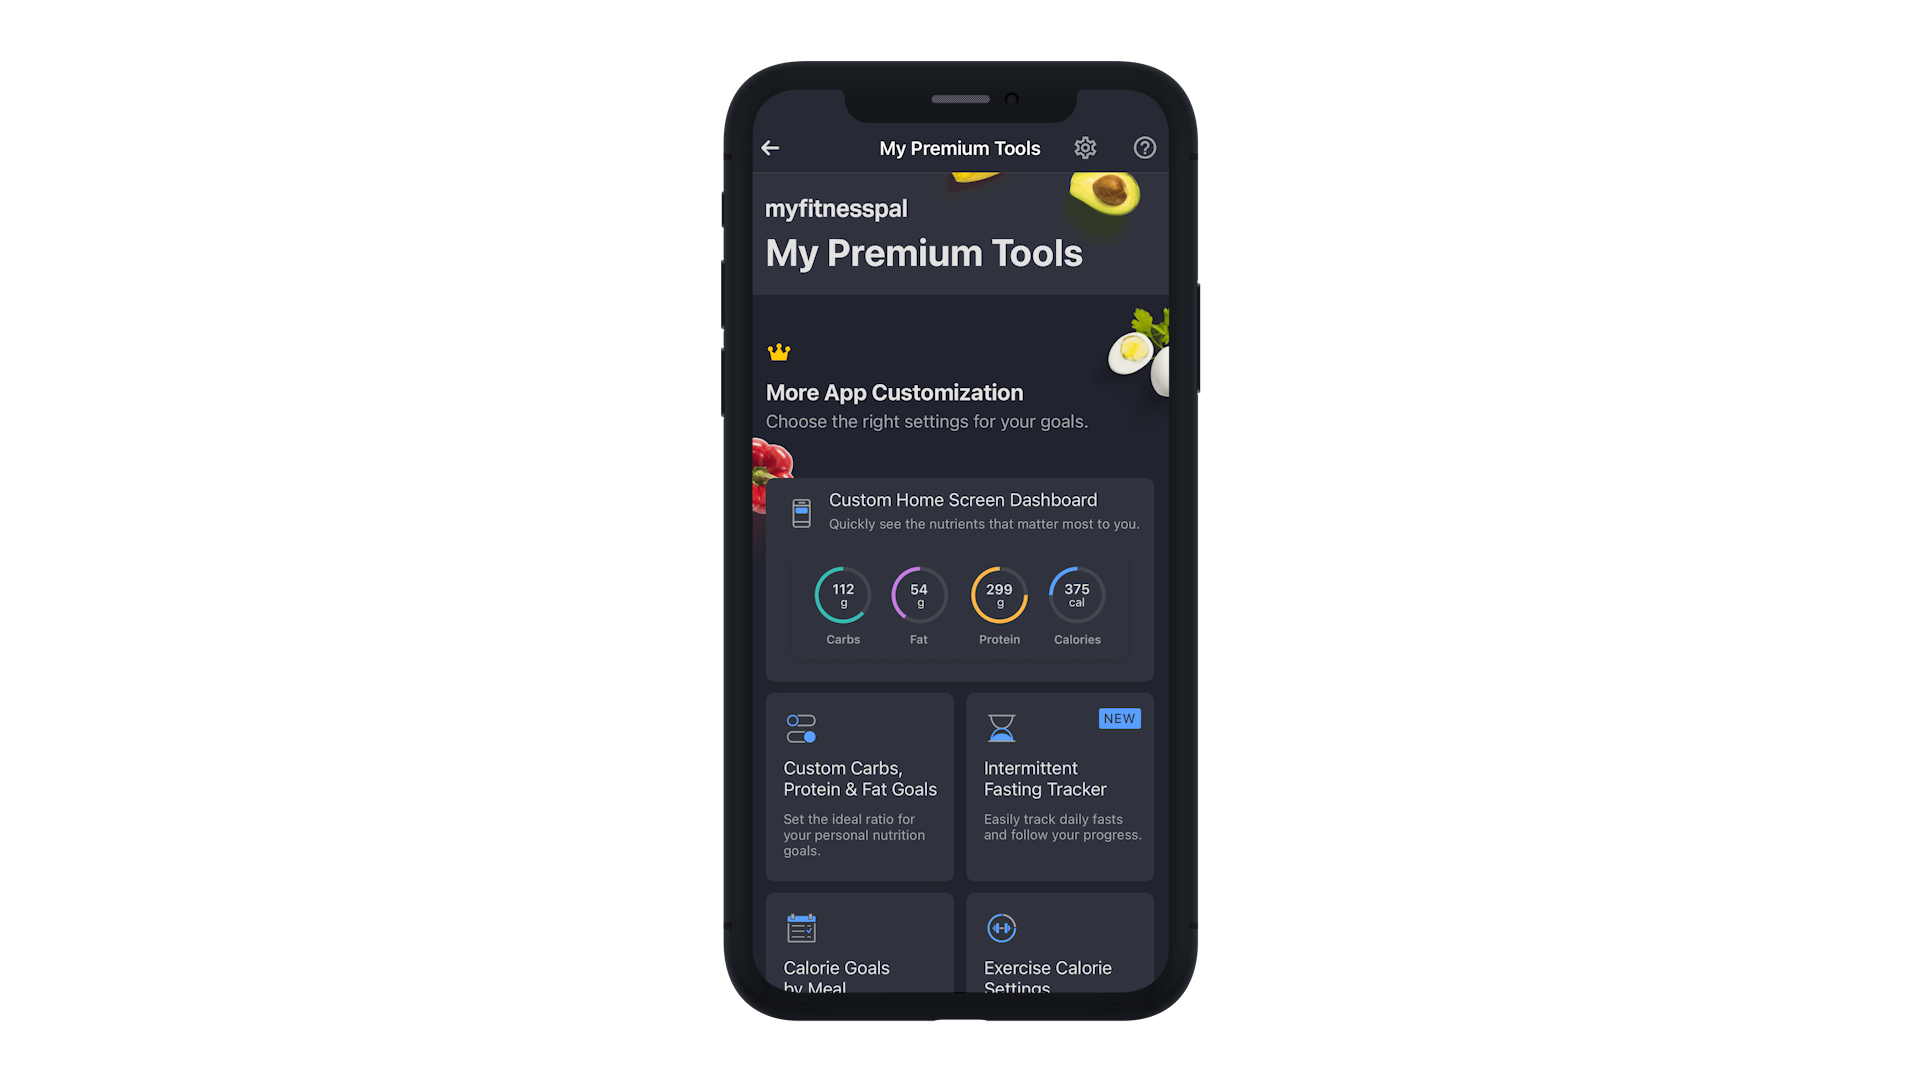 My Premium Tools
myfitnesspal
My Premium Tools
More App Customization
Choose the right settings for your goals.
Custom Home Screen Dashboard
Quickly see the nutrients that matter most to you.
112 g
54 g
299 g
375 cal
Carbs
Fat
Protein
Calories
Custom Carbs,
Protein & Fat Goals
Set the ideal ratio for
your personal nutrition
goals.
NEW
Intermittent
Fasting Tracker
Easily track daily fasts
and follow your progress.
Calorie Goals
by Meal
Exercise Calorie
Settings